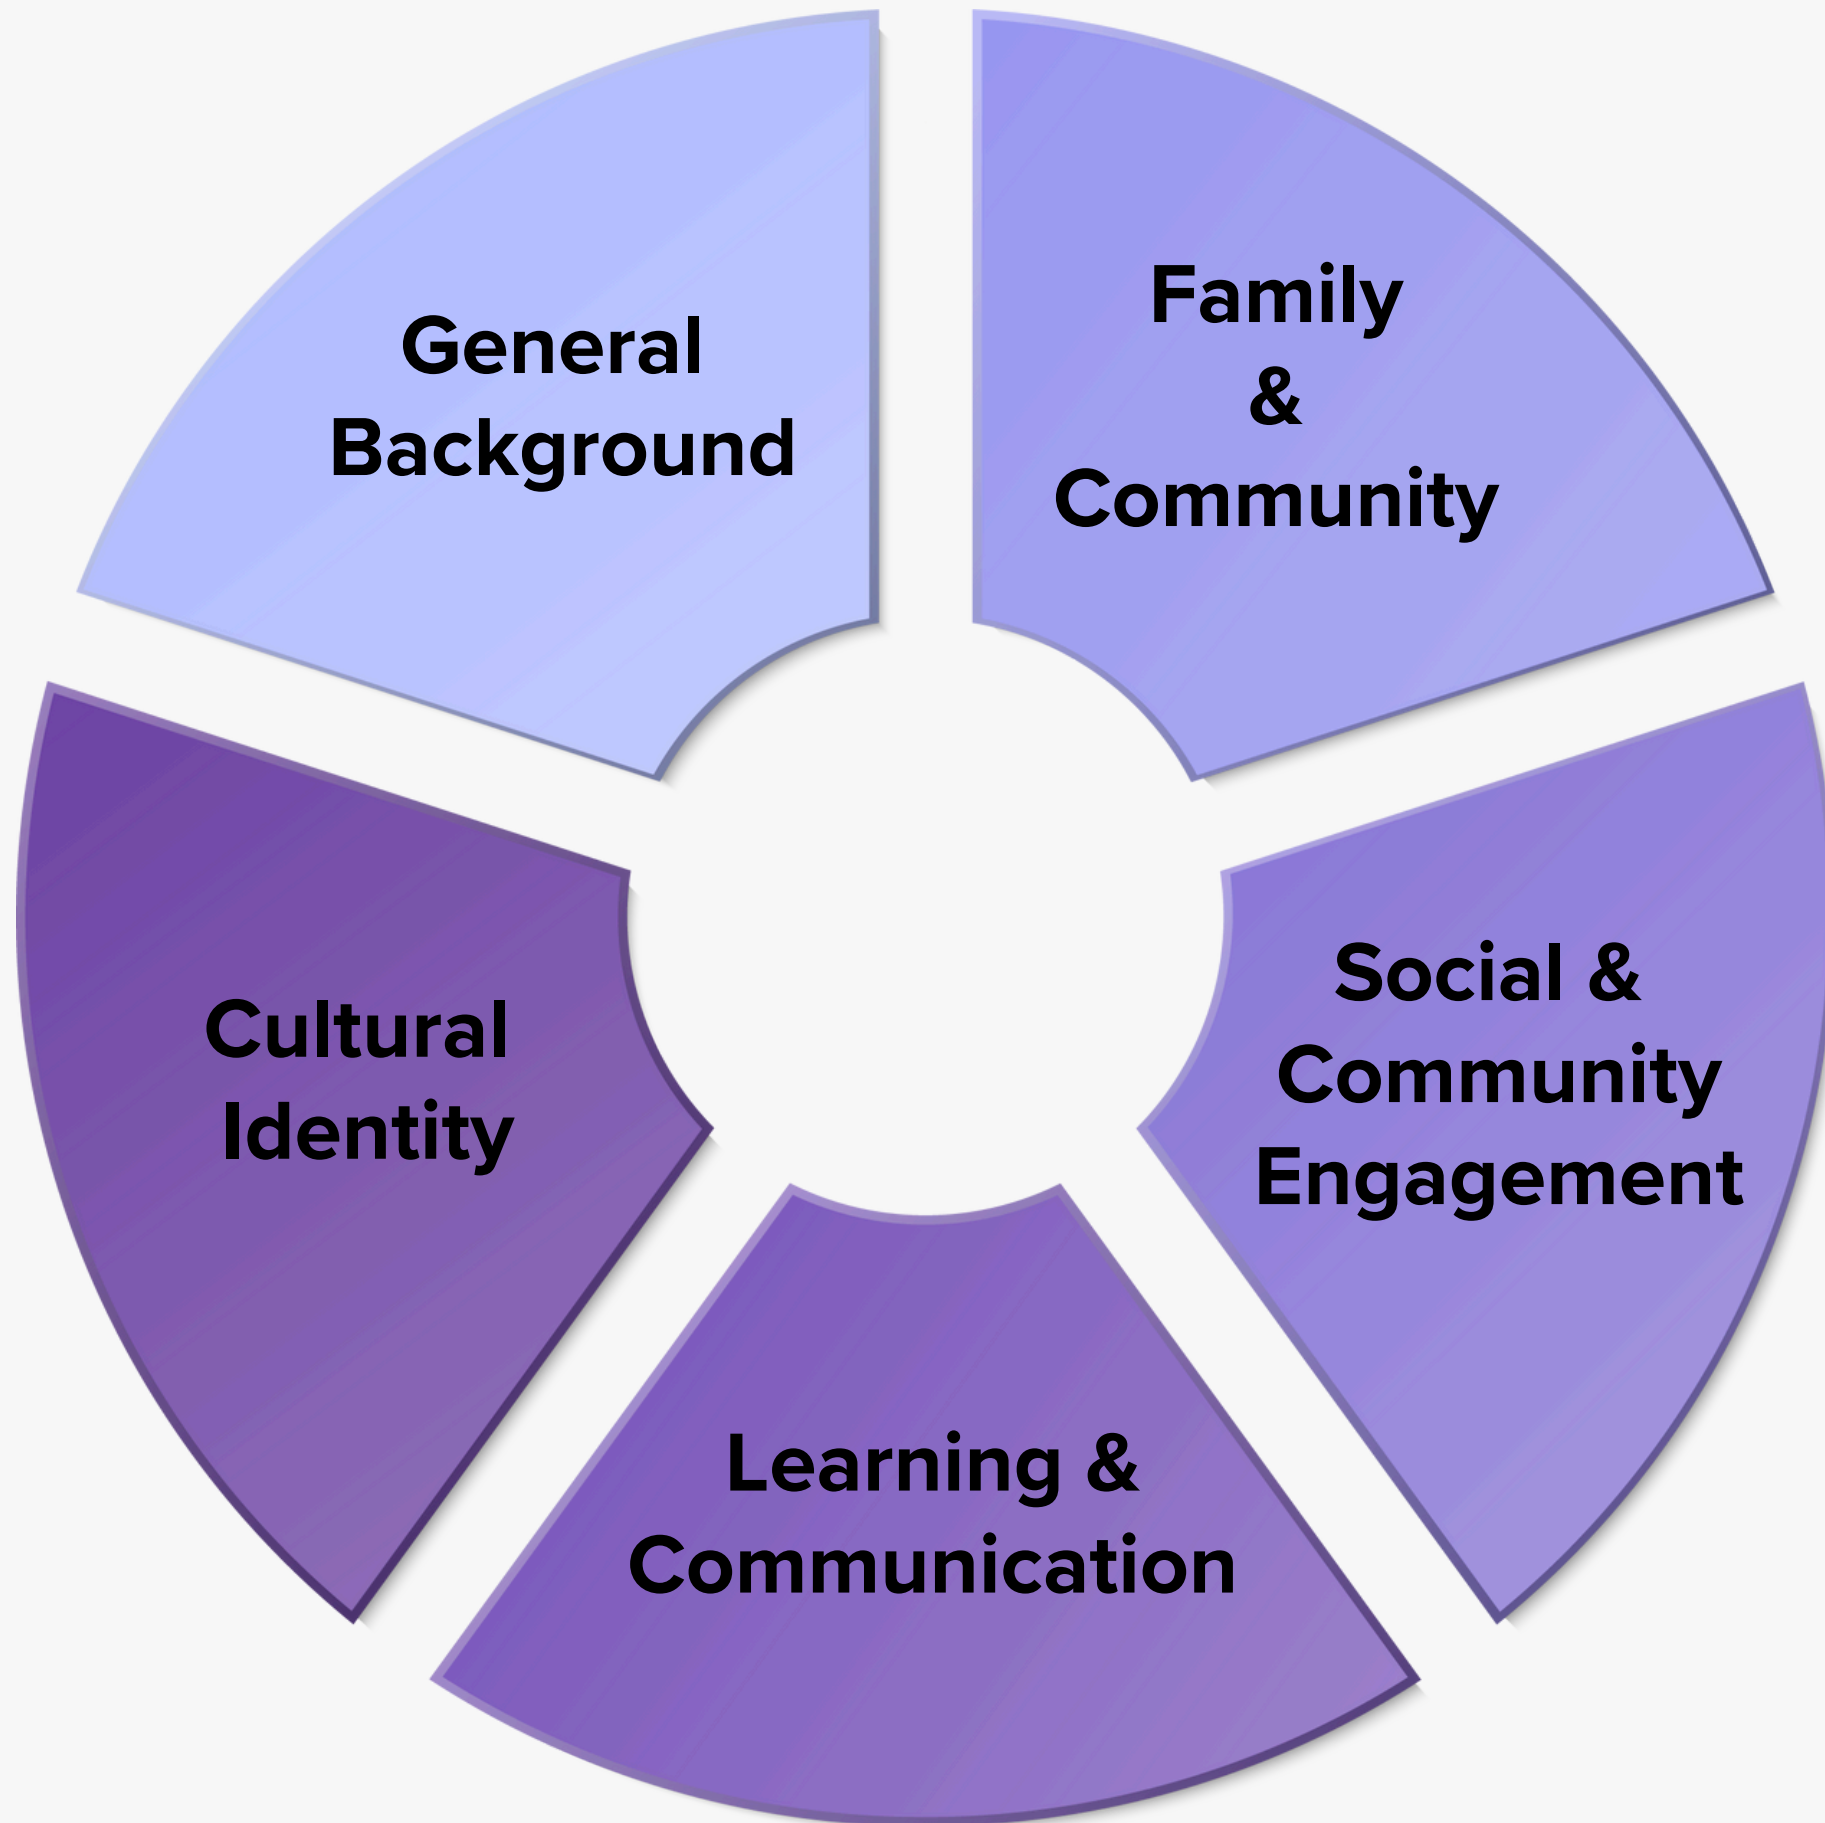 General
Background
Family
&
Community
Social &
Community
Engagement
Learning &
Communication
Cultural
Identity